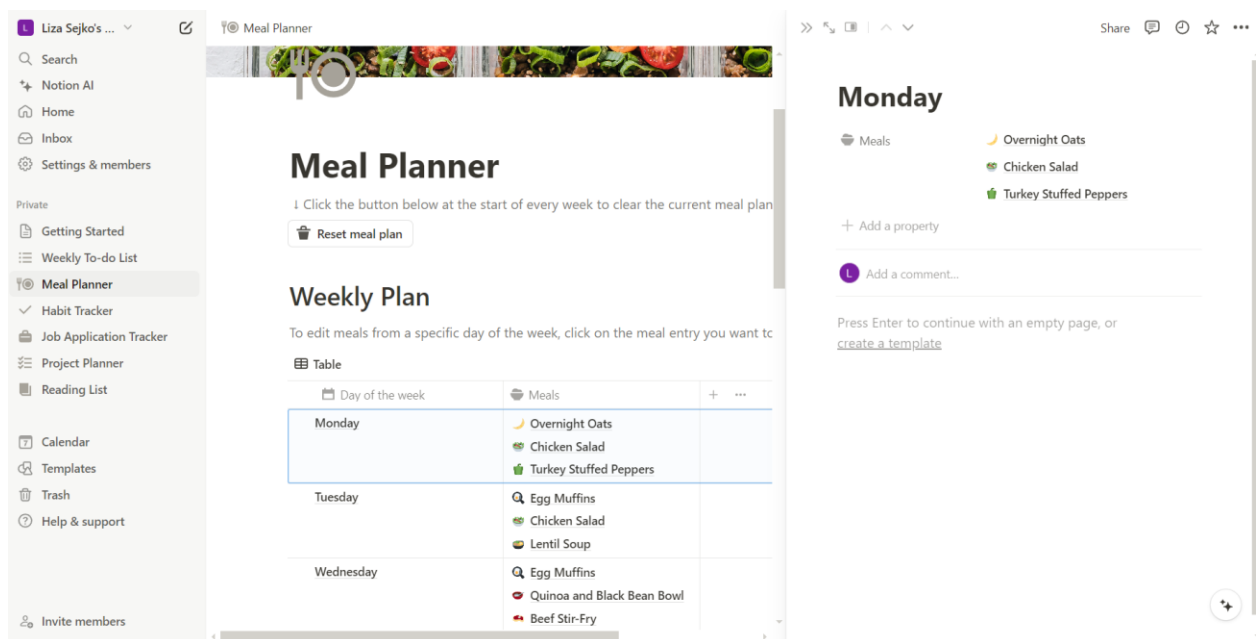 L Liza Sejko's ...
Search
Notion AI
Home
Inbox
Settings & members
Private
Getting Started
Weekly To-do List
Meal Planner
Habit Tracker
Job Application Tracker
Project Planner
Reading List
7 Calendar
Templates
Trash
Help & support
Invite members
Meal Planner
Meal Planner
↓ Click the button below at the start of every week to clear the current meal plan
Reset meal plan
Weekly Plan
To edit meals from a specific day of the week, click on the meal entry you want to
Table
Day of the week Meals
Monday Overnight Oats
Chicken Salad
Turkey Stuffed Peppers
Tuesday Egg Muffins
Chicken Salad
Lentil Soup
Wednesday Egg Muffins
Quinoa and Black Bean Bowl
Beef Stir-Fry
Share
Monday
Meals Overnight Oats
Chicken Salad
Turkey Stuffed Peppers
+ Add a property
L Add a comment...
Press Enter to continue with an empty page, or
create a template